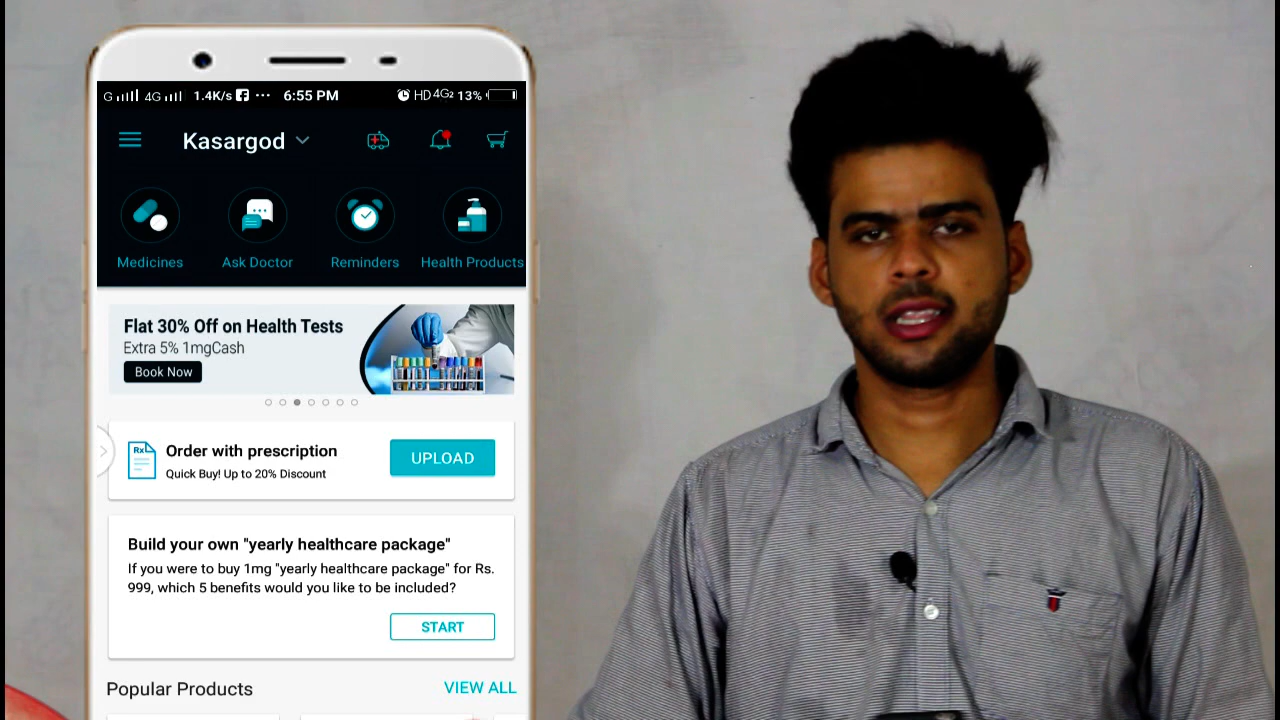 G 4G 1.4K/s ··· 6:55 PM HD 4G2 13%
Kasargod
Medicines Ask Doctor Reminders Health Products
Flat 30% Off on Health Tests
Extra 5% 1mgCash
Book Now
Rx
Order with prescription
Quick Buy! Up to 20% Discount
UPLOAD
Build your own "yearly healthcare package"
If you were to buy 1mg "yearly healthcare package" for Rs.
999, which 5 benefits would you like to be included?
START
Popular Products VIEW ALL